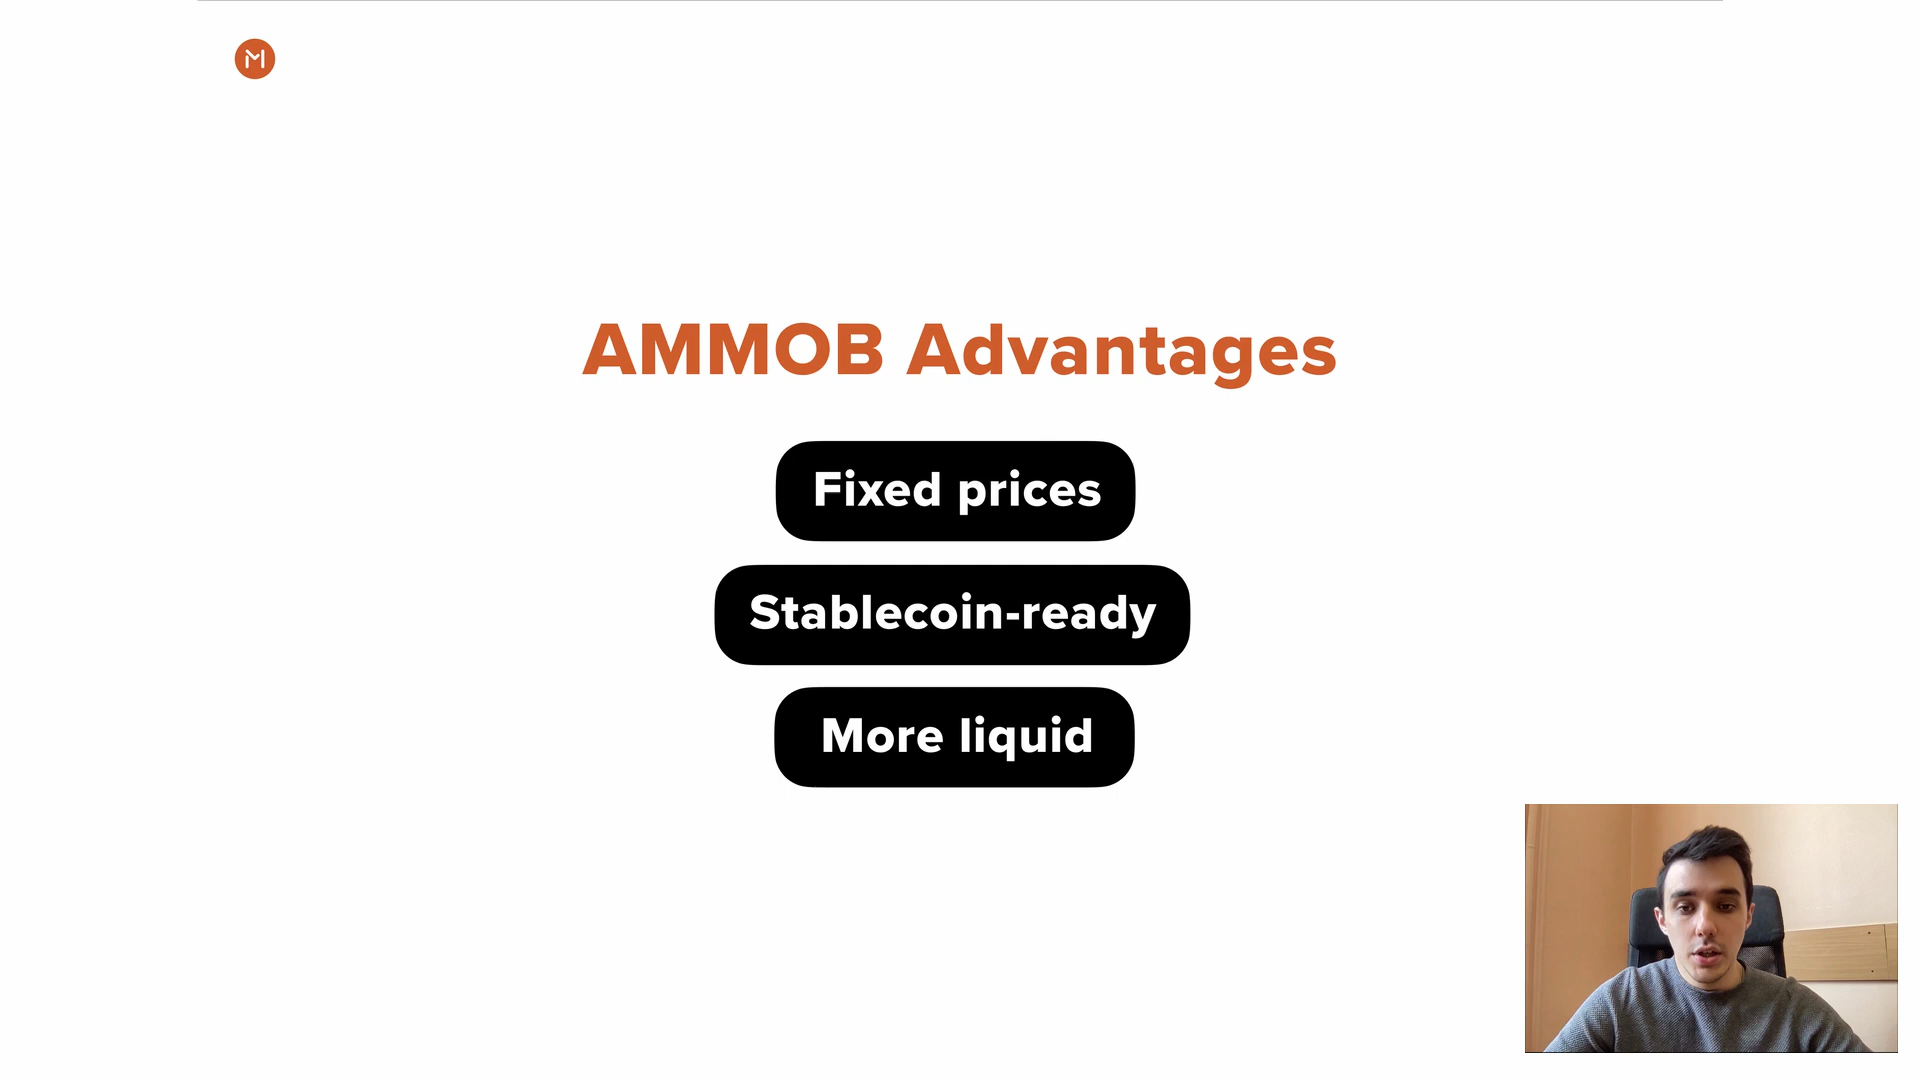 AMMOB Advantages
Fixed prices
Stablecoin-ready
More liquid